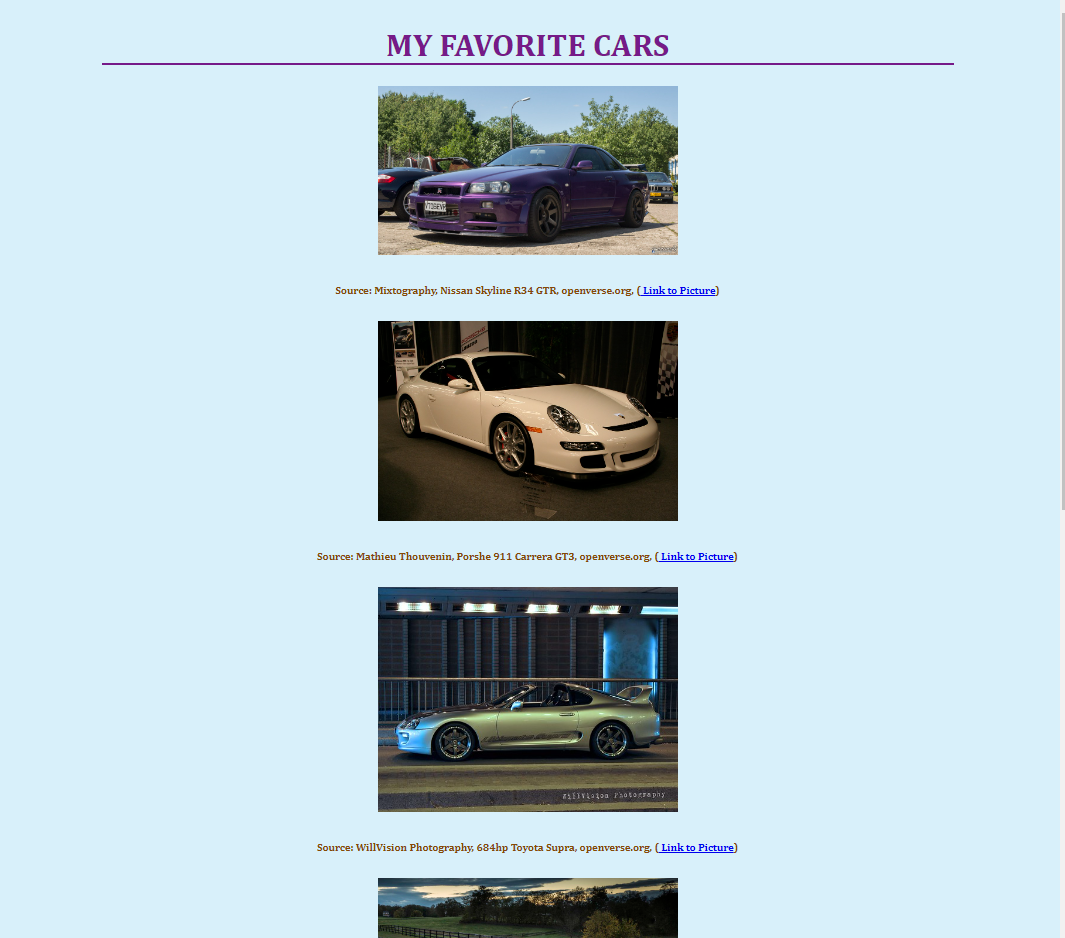 MY FAVORITE CARS
Source: Mixtography, Nissan Skyline R34 GTR, openverse.org, ( Link to Picture)
Source: Mathieu Thouvenin, Porshe 911 Carrera GT3, openverse.org, ( Link to Picture)
WillVision Photography
Source: WillVision Photography, 684hp Toyota Supra, openverse.org, ( Link to Picture)